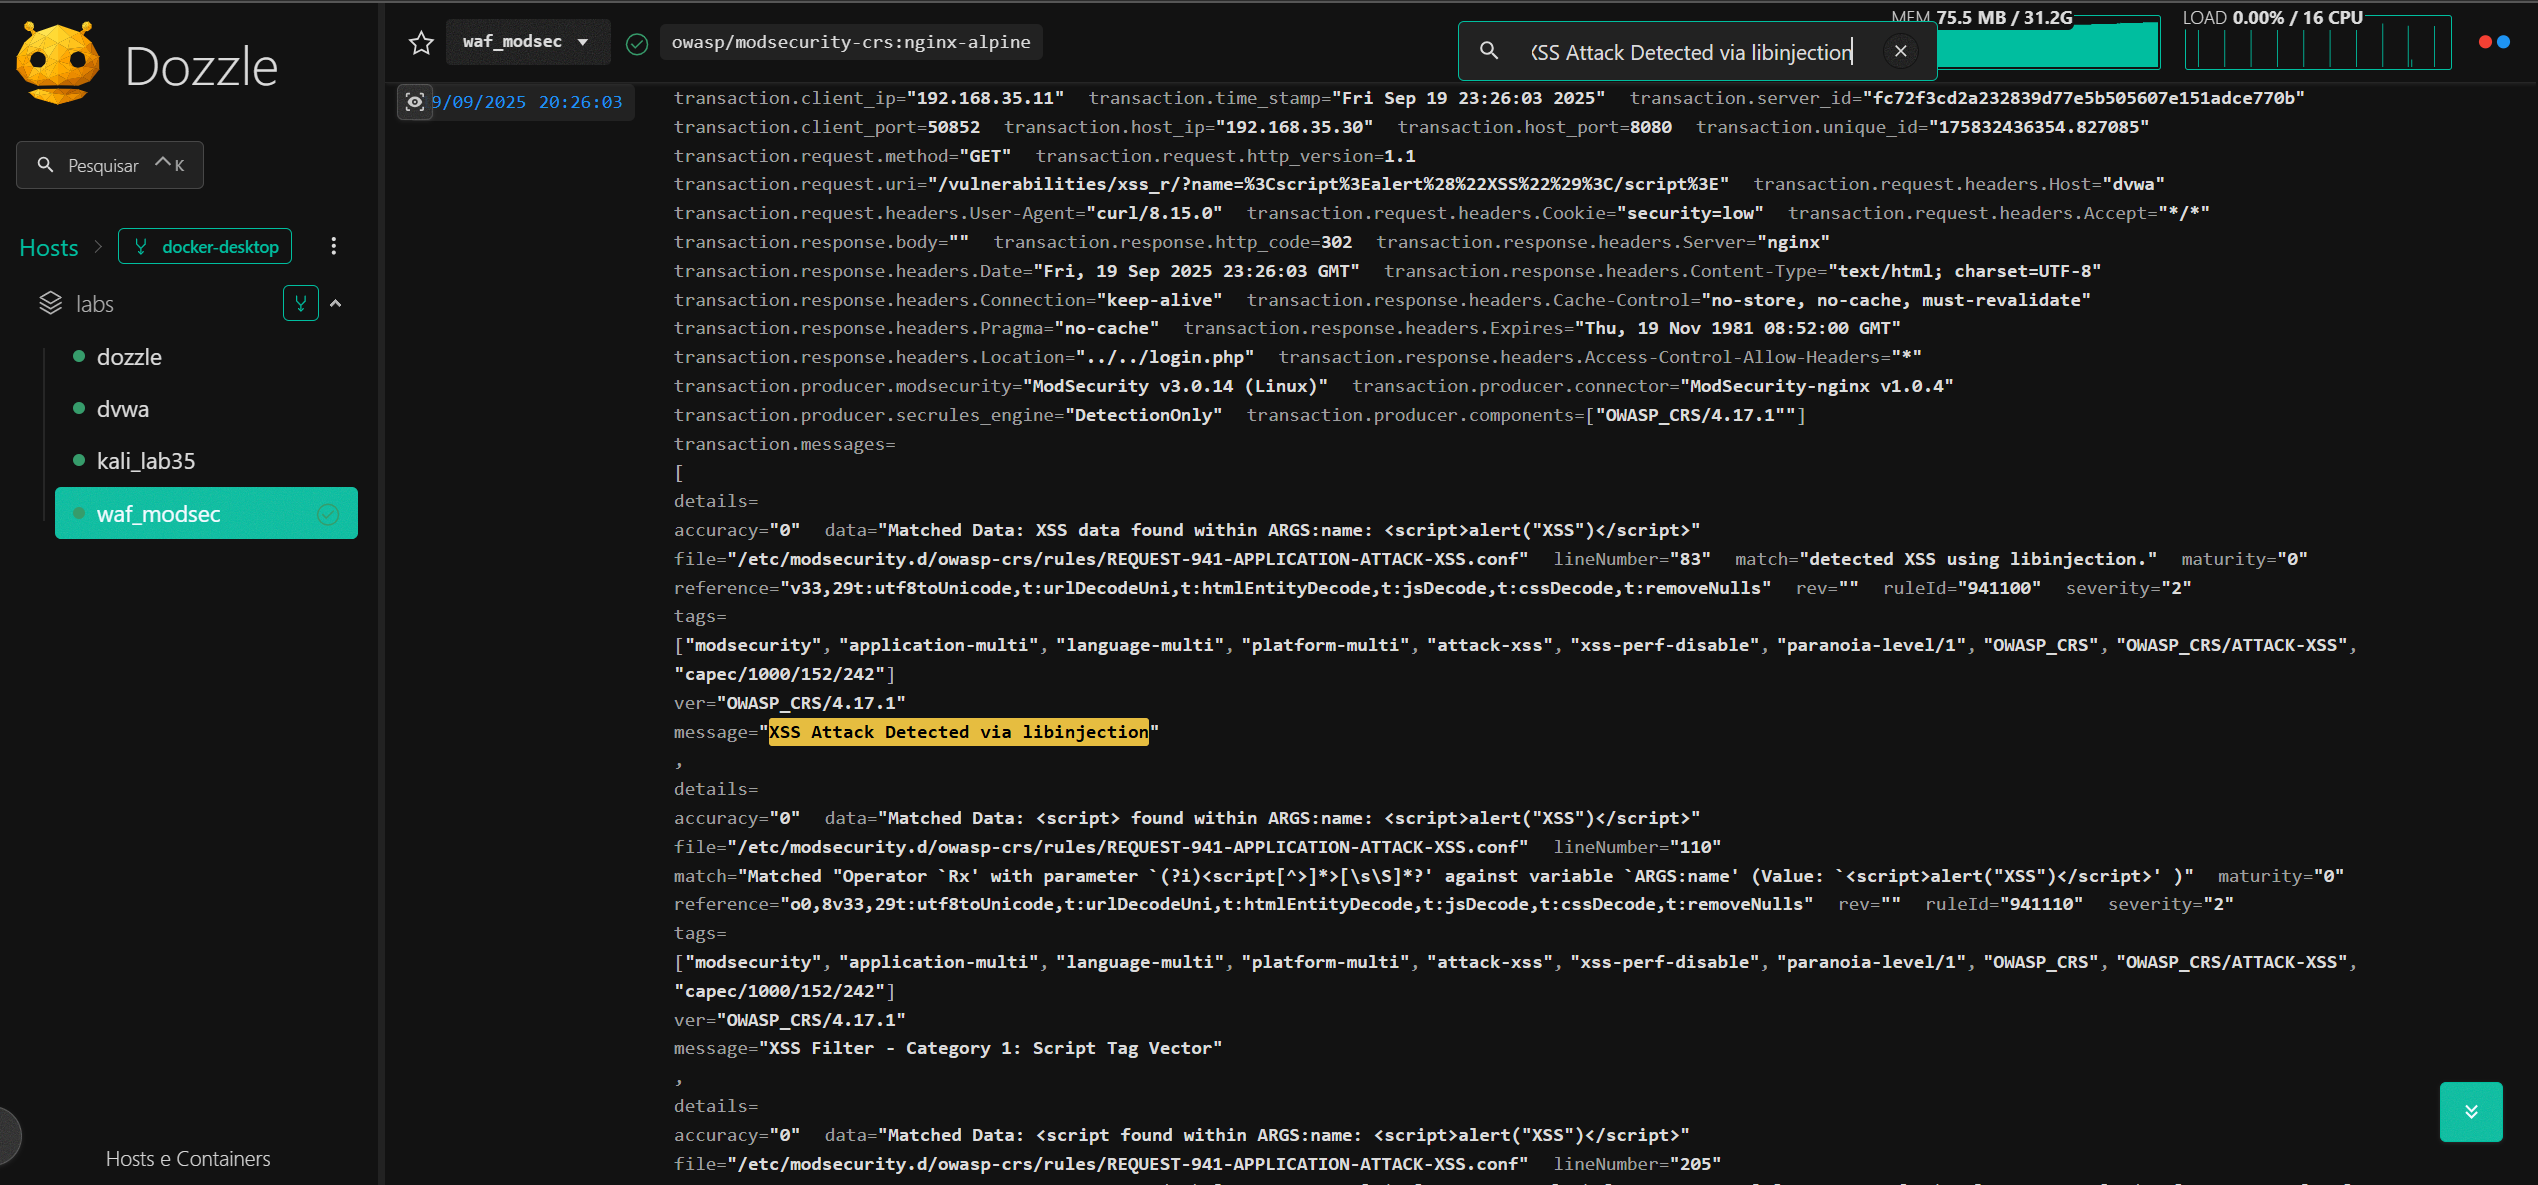 Dozzle
Pesquisar ^ K
Hosts
docker-desktop
labs
dozzle
dvwa
kali_lab35
waf_modsec
Hosts e Containers
waf_modsec
owasp/modsecurity-crs:nginx-alpine
XSS Attack Detected via libinjection
MEM 75.5 MB / 31.2G
LOAD 0.00% / 16 CPU
9/09/2025 20:26:03
transaction.client_ip="192.168.35.11" transaction.time_stamp="Fri Sep 19 23:26:03 2025" transaction.server_id="fc72f3cd2a232839d77e5b505607e151adce770b"
transaction.client_port=50852 transaction.host_ip="192.168.35.30" transaction.host_port=8080 transaction.unique_id="175832436354.827085"
transaction.request.method="GET" transaction.request.http_version=1.1
transaction.request.uri="/vulnerabilities/xss_r/?name=%3Cscript%3Ealert%28%22XSS%22%29%3C/script%3E" transaction.request.headers.Host="dvwa"
transaction.request.headers.User-Agent="curl/8.15.0" transaction.request.headers.Cookie="security=low" transaction.request.headers.Accept="*/*"
transaction.response.body="" transaction.response.http_code=302 transaction.response.headers.Server="nginx"
transaction.response.headers.Date="Fri, 19 Sep 2025 23:26:03 GMT" transaction.response.headers.Content-Type="text/html; charset=UTF-8"
transaction.response.headers.Connection="keep-alive" transaction.response.headers.Cache-Control="no-store, no-cache, must-revalidate"
transaction.response.headers.Pragma="no-cache" transaction.response.headers.Expires="Thu, 19 Nov 1981 08:52:00 GMT"
transaction.response.headers.Location="../../login.php" transaction.response.headers.Access-Control-Allow-Headers="*"
transaction.producer.modsecurity="ModSecurity v3.0.14 (Linux)" transaction.producer.connector="ModSecurity-nginx v1.0.4"
transaction.producer.secrules_engine="DetectionOnly" transaction.producer.components=["OWASP_CRS/4.17.1""]
transaction.messages=
[
details=
accuracy="0" data="Matched Data: XSS data found within ARGS:name: <script>alert("XSS")</script>"
file="/etc/modsecurity.d/owasp-crs/rules/REQUEST-941-APPLICATION-ATTACK-XSS.conf" lineNumber="83" match="detected XSS using libinjection." maturity="0"
reference="v33,29t:utf8toUnicode,t:urlDecodeUni,t:htmlEntityDecode,t:jsDecode,t:cssDecode,t:removeNulls" rev="" ruleId="941100" severity="2"
tags=
["modsecurity", "application-multi", "language-multi", "platform-multi", "attack-xss", "xss-perf-disable", "paranoia-level/1", "OWASP_CRS", "OWASP_CRS/ATTACK-XSS",
"capec/1000/152/242"]
ver="OWASP_CRS/4.17.1"
message="XSS Attack Detected via libinjection"
,
details=
accuracy="0" data="Matched Data: <script> found within ARGS:name: <script>alert("XSS")</script>"
file="/etc/modsecurity.d/owasp-crs/rules/REQUEST-941-APPLICATION-ATTACK-XSS.conf" lineNumber="110"
match="Matched "Operator `Rx' with parameter `(?i)<script[^>]*>[\s\S]*?' against variable `ARGS:name' (Value: `<script>alert("XSS")</script>' )" maturity="0"
reference="o0,8v33,29t:utf8toUnicode,t:urlDecodeUni,t:htmlEntityDecode,t:jsDecode,t:cssDecode,t:removeNulls" rev="" ruleId="941110" severity="2"
tags=
["modsecurity", "application-multi", "language-multi", "platform-multi", "attack-xss", "xss-perf-disable", "paranoia-level/1", "OWASP_CRS", "OWASP_CRS/ATTACK-XSS",
"capec/1000/152/242"]
ver="OWASP_CRS/4.17.1"
message="XSS Filter - Category 1: Script Tag Vector"
,
details=
accuracy="0" data="Matched Data: <script found within ARGS:name: <script>alert("XSS")</script>"
file="/etc/modsecurity.d/owasp-crs/rules/REQUEST-941-APPLICATION-ATTACK-XSS.conf" lineNumber="205"